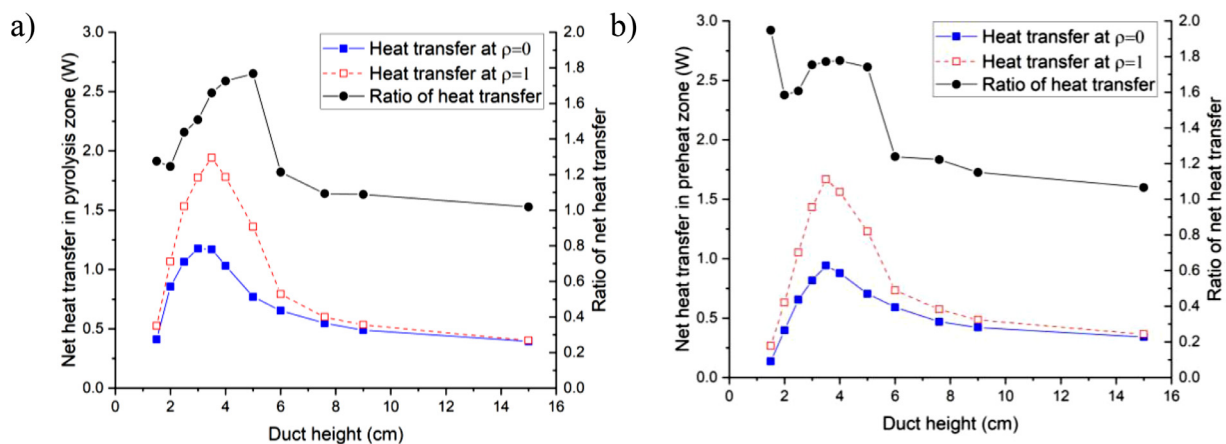 a)
Net heat transfer in pyrolysis zone (W)
3.0
2.5
2.0
1.5
1.0
0.5
0.0
Heat transfer at ρ=0
Heat transfer at ρ=1
Ratio of heat transfer
2.0
1.8
1.6
1.4
1.2
1.0
0.8
0.6
0.4
0.2
0.0
Ratio of net heat transfer
0 2 4 6 8 10 12 14 16
Duct height (cm)
b)
Net heat transfer in preheat zone (W)
3.0
2.5
2.0
1.5
1.0
0.5
0.0
Heat transfer at ρ=0
Heat transfer at ρ=1
Ratio of heat transfer
2.0
1.8
1.6
1.4
1.2
1.0
0.8
0.6
0.4
0.2
0.0
Ratio of net heat transfer
0 2 4 6 8 10 12 14 16
Duct height (cm)